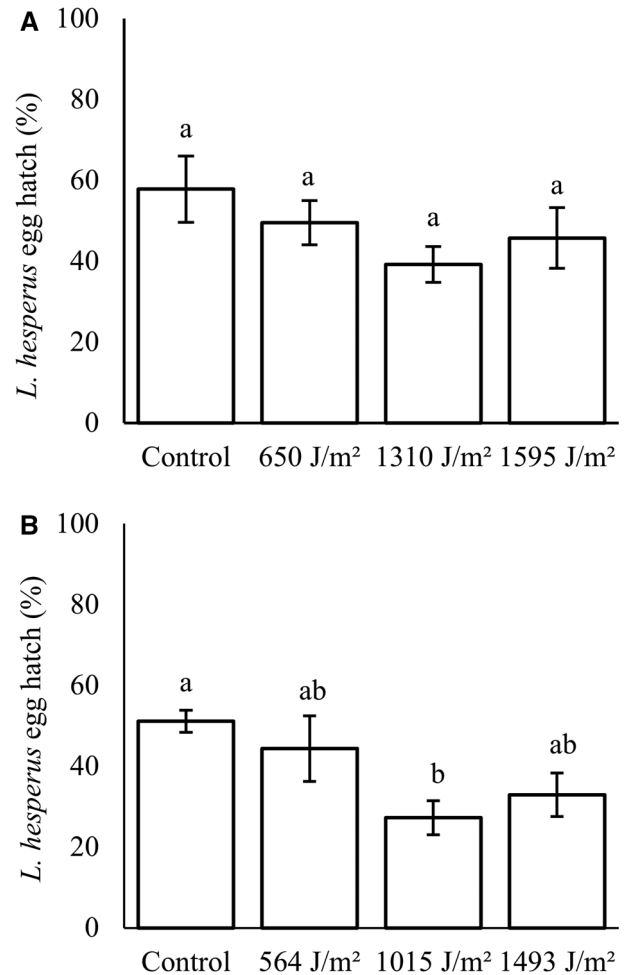 A
L. hesperus egg hatch (%)
100
80
60
40
20
0
a
a
a
a
Control 650 J/m² 1310 J/m² 1595 J/m²
B
L. hesperus egg hatch (%)
100
80
60
40
20
0
a
ab
b
ab
Control 564 J/m² 1015 J/m² 1493 J/m²